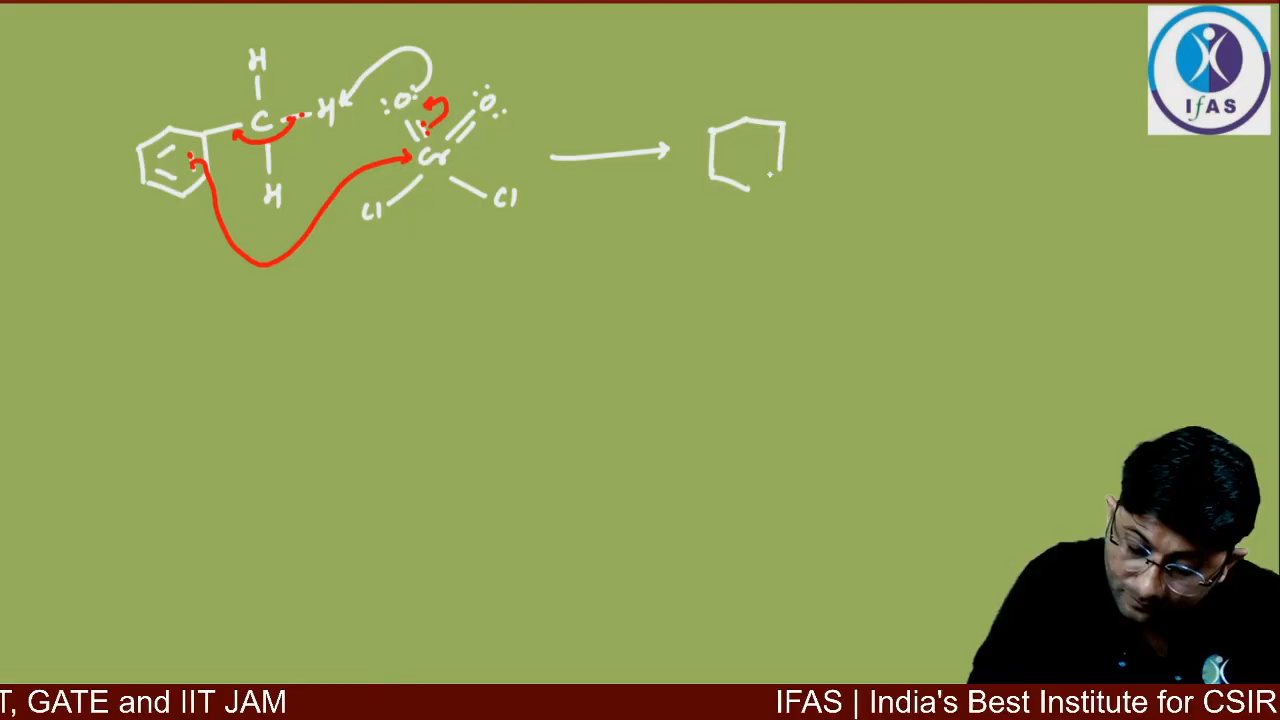 H
C H
H
O O
Cr
Cl Cl
IFAS
T, GATE and IIT JAM
IFAS | India's Best Institute for CSIR